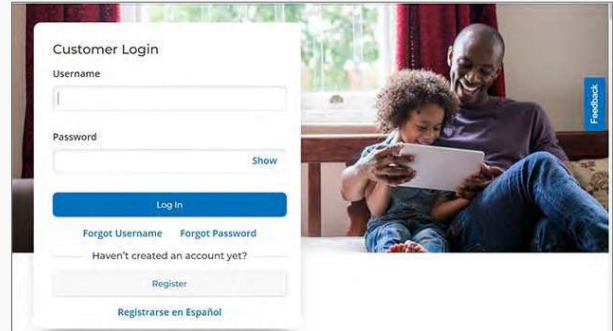 Customer Login
Username
Password
Show
Log In
Forgot Username Forgot Password
Haven't created an account yet?
Register
Registrarse en Español
Feedback